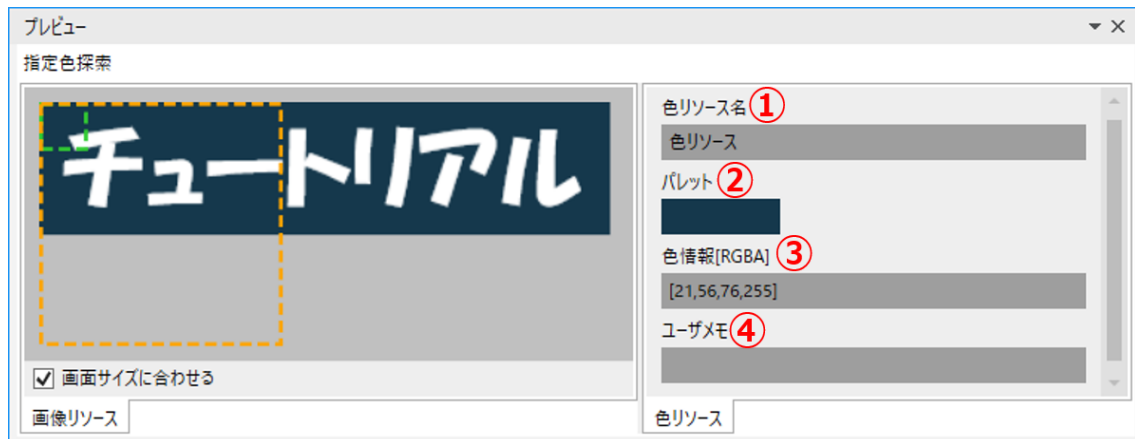 プレビュー
指定色探索
チュートリアル
画面サイズに合わせる
画像リソース
色リソース名①
色リソース
パレット②
色情報[RGBA]③
[21,56,76,255]
ユーザメモ④
色リソース